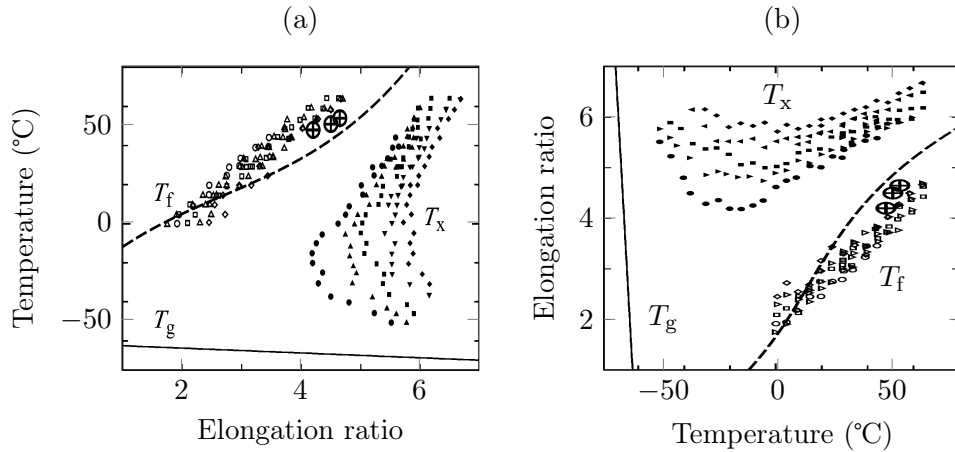 (a)
(b)
Temperature (°C)
50
0
−50
2
4
6
Elongation ratio
T_f
T_x
T_g
Elongation ratio
6
4
2
−50
0
50
Temperature (°C)
T_x
T_f
T_g